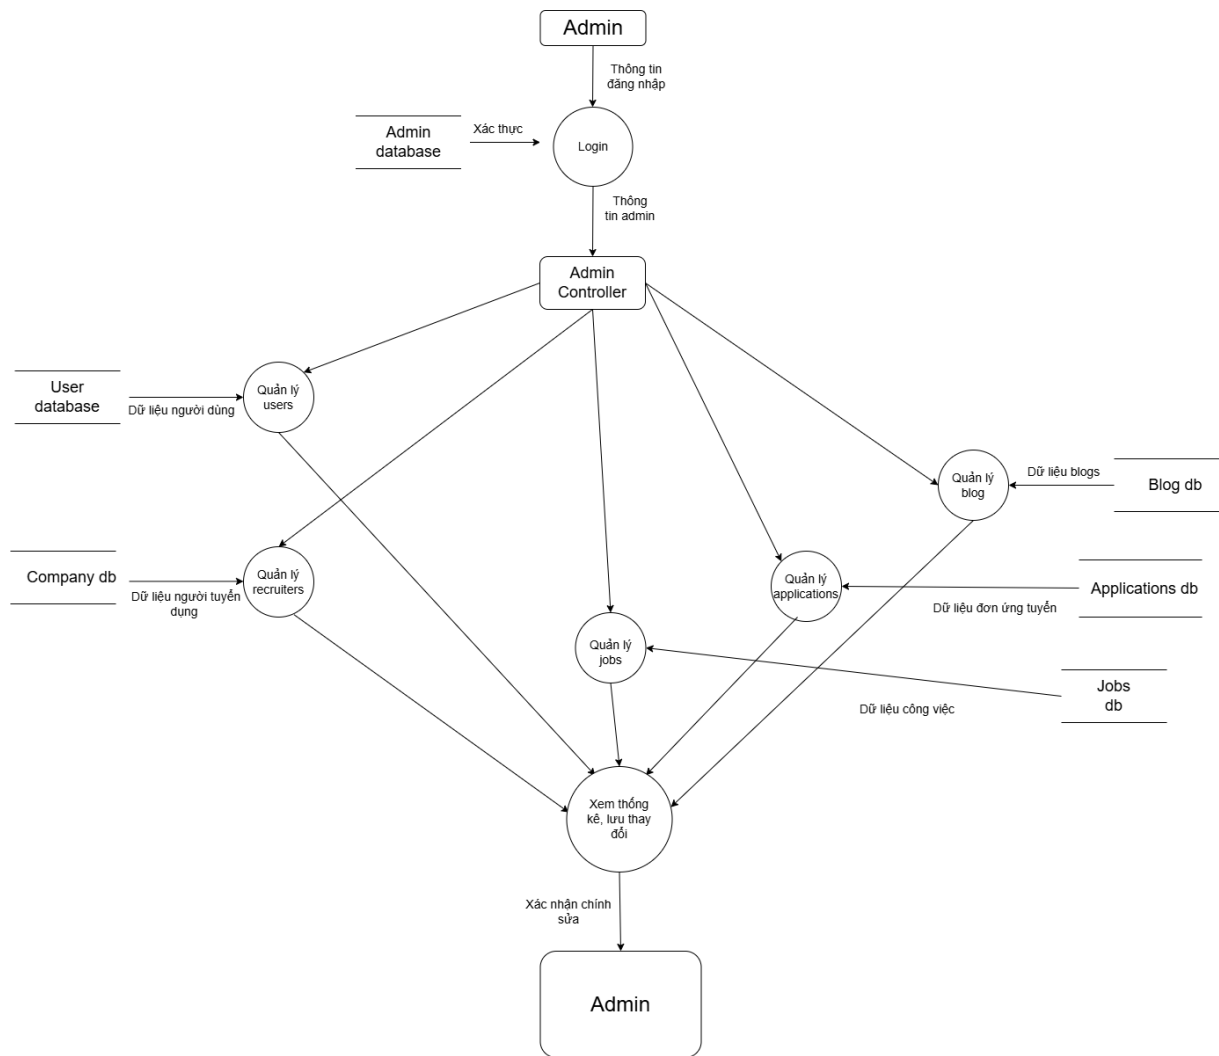 Admin
Thông tin
đăng nhập
Admin
database
Xác thực
Login
Thông
tin admin
Admin
Controller
User
database
Dữ liệu người dùng
Quản lý
users
Quản lý
blog
Dữ liệu blogs
Blog db
Company db
Dữ liệu người tuyển
dụng
Quản lý
recruiters
Quản lý
applications
Dữ liệu đơn ứng tuyển
Applications db
Quản lý
jobs
Dữ liệu công việc
Jobs
db
Xem thống
kê, lưu thay
đổi
Xác nhận chính
sửa
Admin